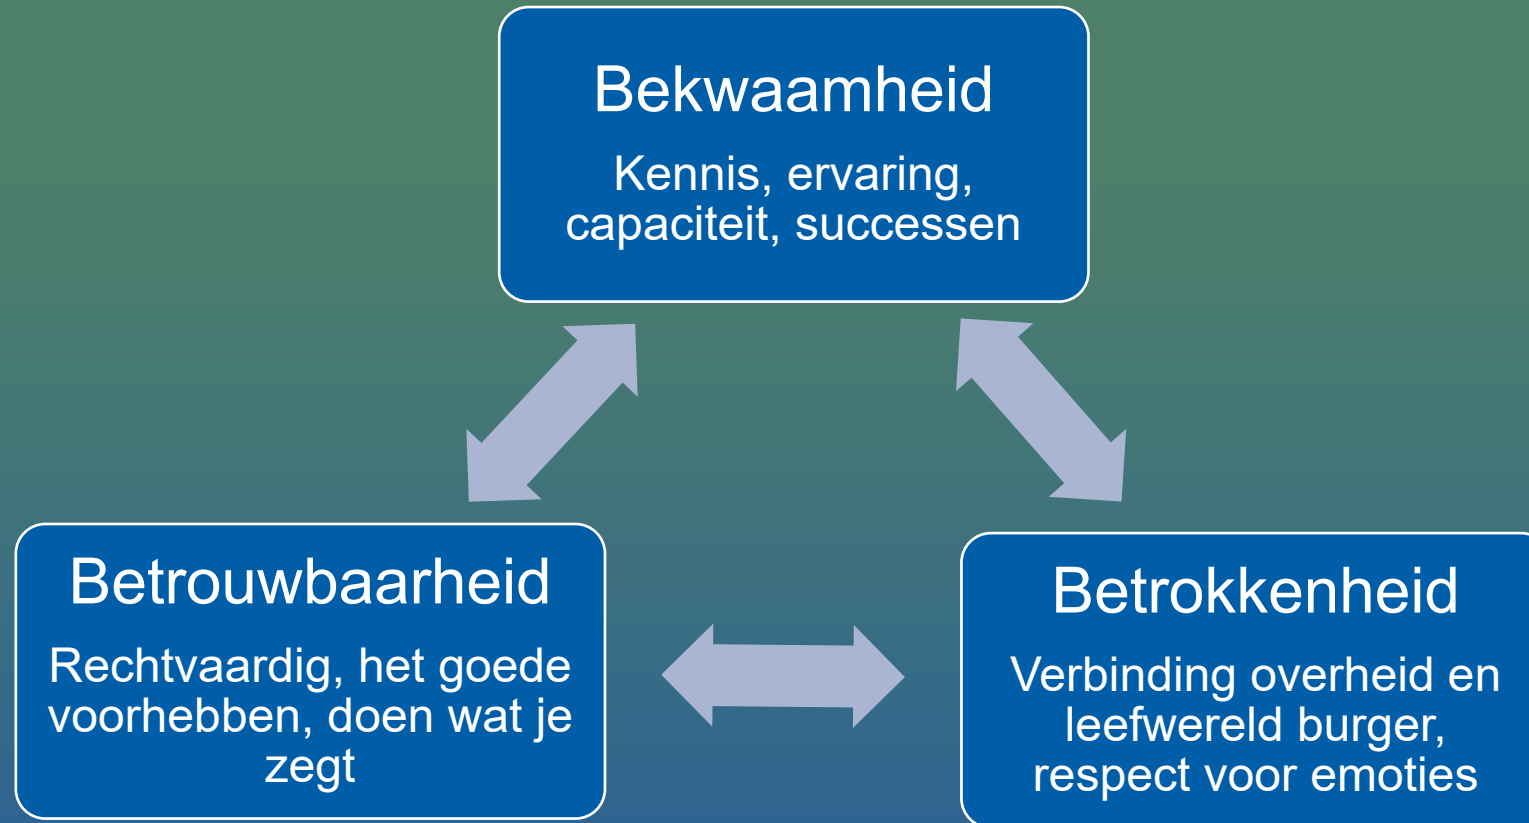 Bekwaamheid
Kennis, ervaring,
capaciteit, successen
Betrouwbaarheid
Rechtvaardig, het goede
voorhebben, doen wat je
zegt
Betrokkenheid
Verbinding overheid en
leefwereld burger,
respect voor emoties